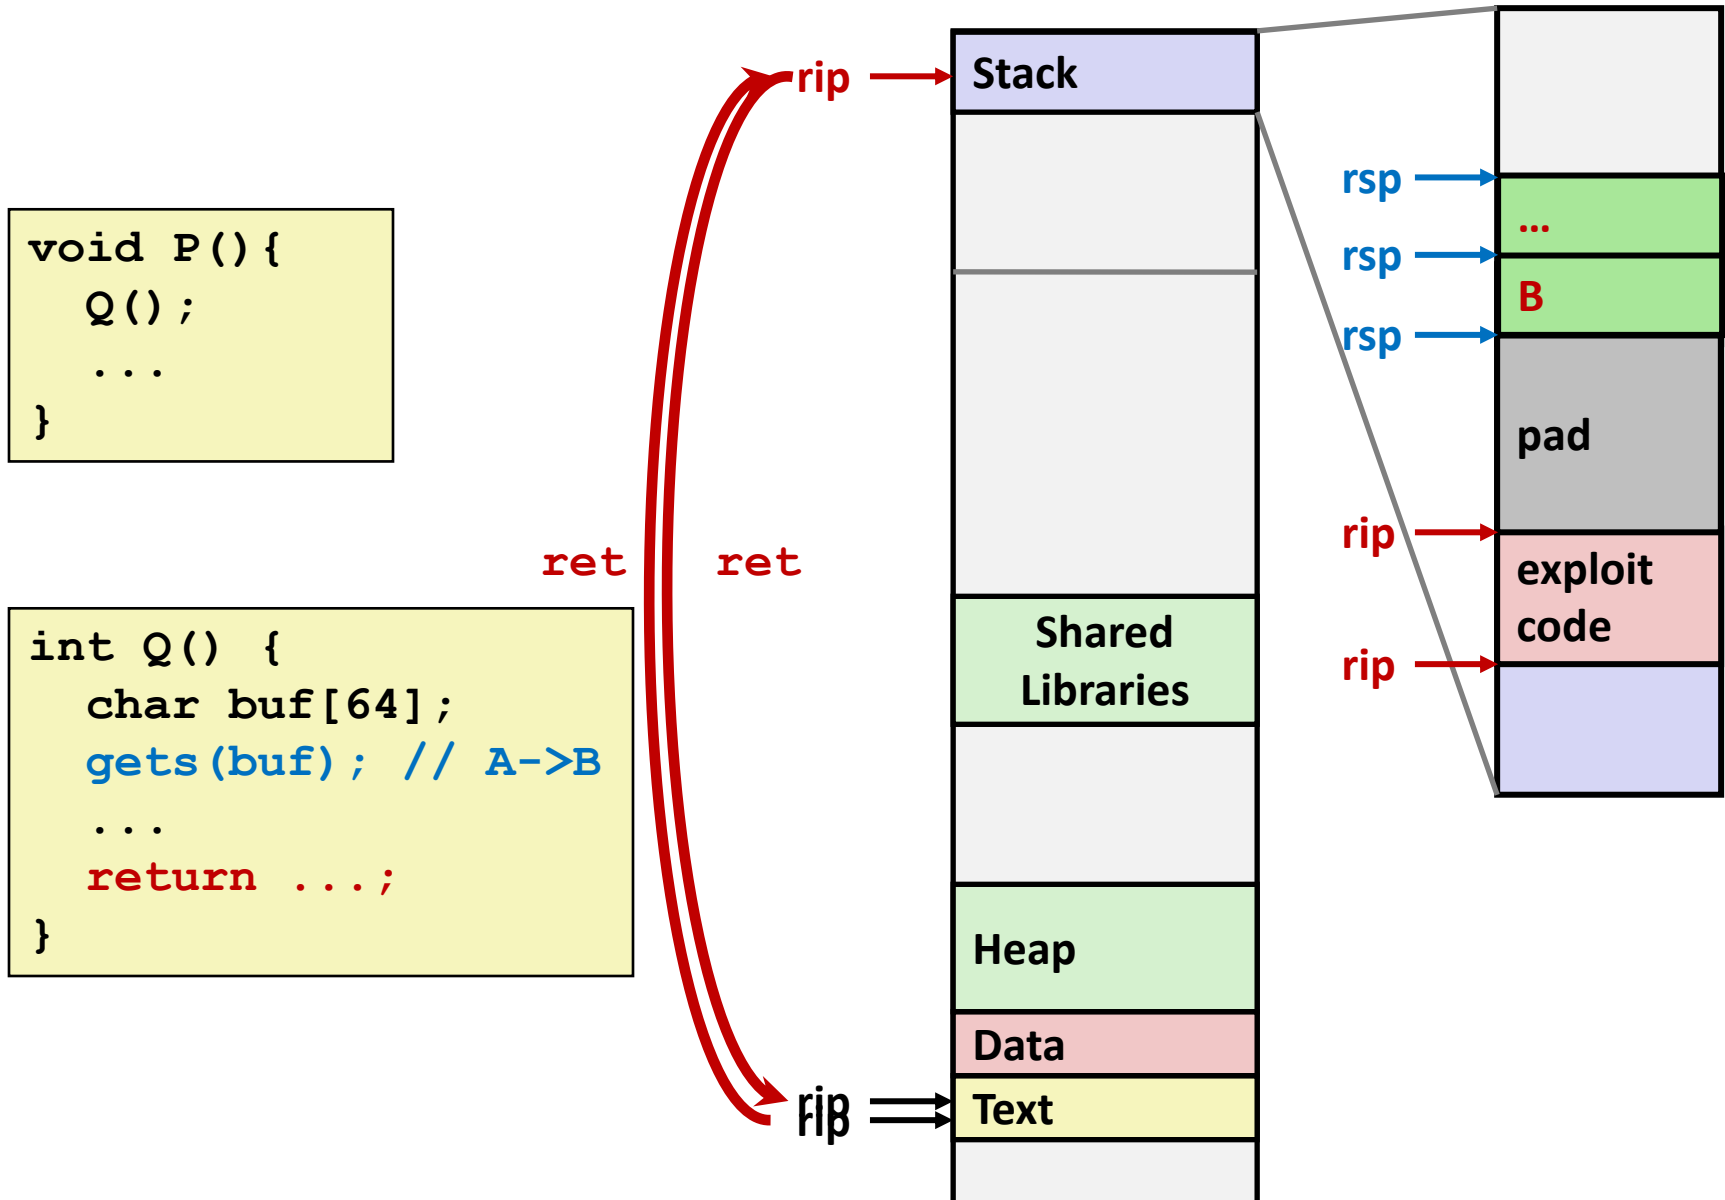 void P(){
Q();
...
}
int Q() {
char buf[64];
gets(buf); // A->B
...
return ...;
}
ret
ret
rip
rip
rip
Stack
Shared
Libraries
Heap
Data
Text
rsp
rsp
rsp
rip
rip
...
B
pad
exploit
code